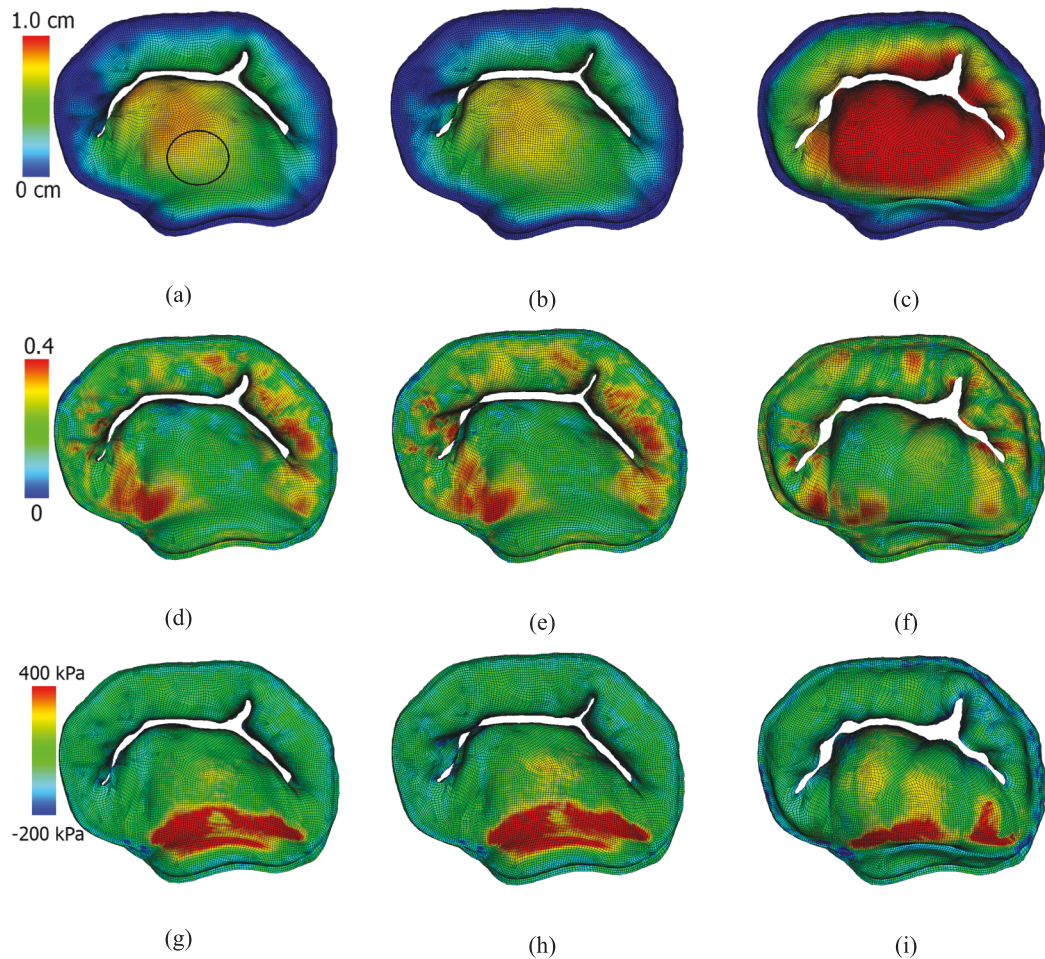 1.0 cm
0 cm
(a)
(b)
(c)
0.4
0
(d)
(e)
(f)
400 kPa
-200 kPa
(g)
(h)
(i)